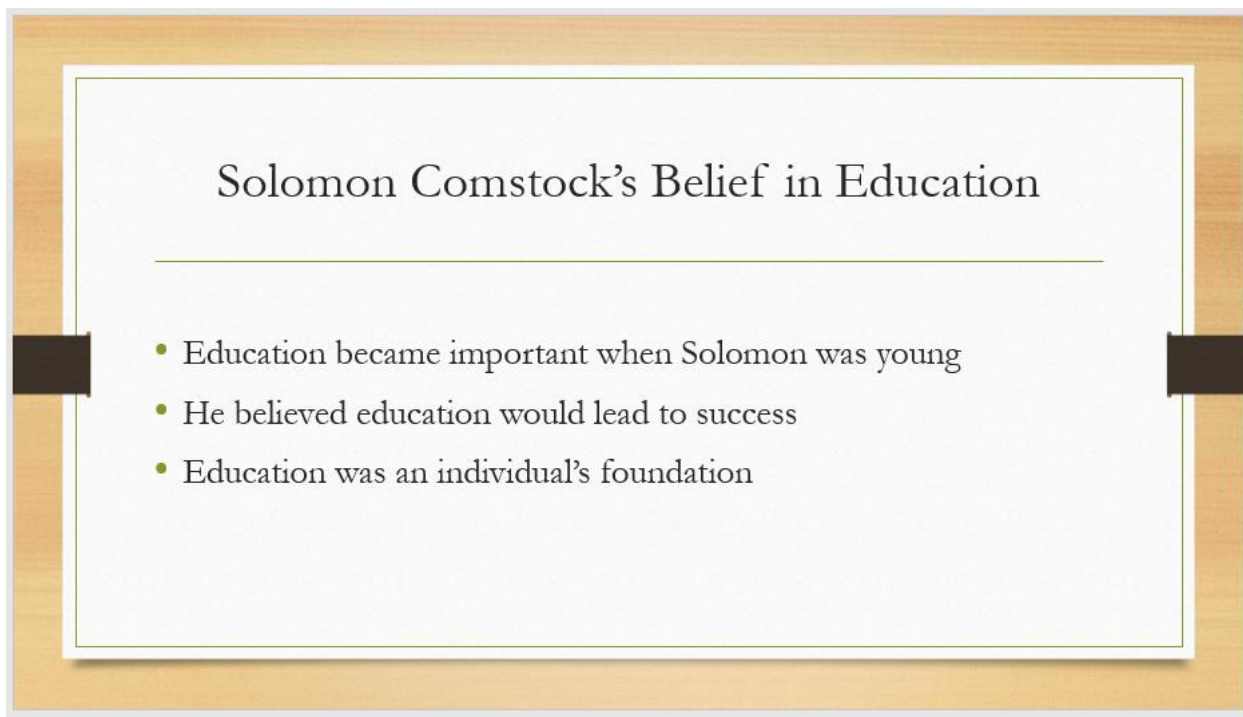 Solomon Comstock’s Belief in Education
• Education became important when Solomon was young
• He believed education would lead to success
• Education was an individual’s foundation